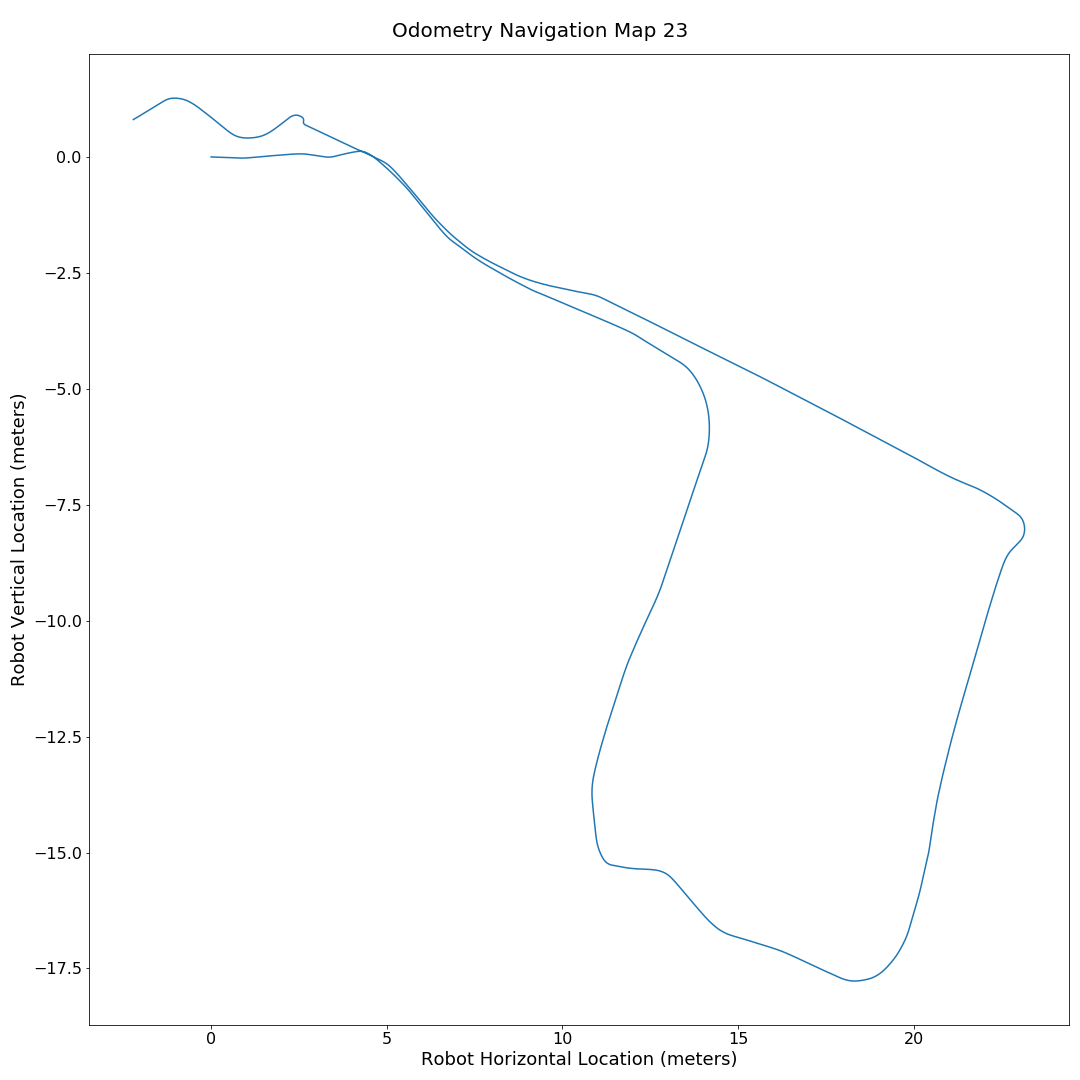 Odometry Navigation Map 23
0.0
−2.5
−5.0
−7.5
−10.0
−12.5
−15.0
−17.5
Robot Vertical Location (meters)
0 5 10 15 20
Robot Horizontal Location (meters)